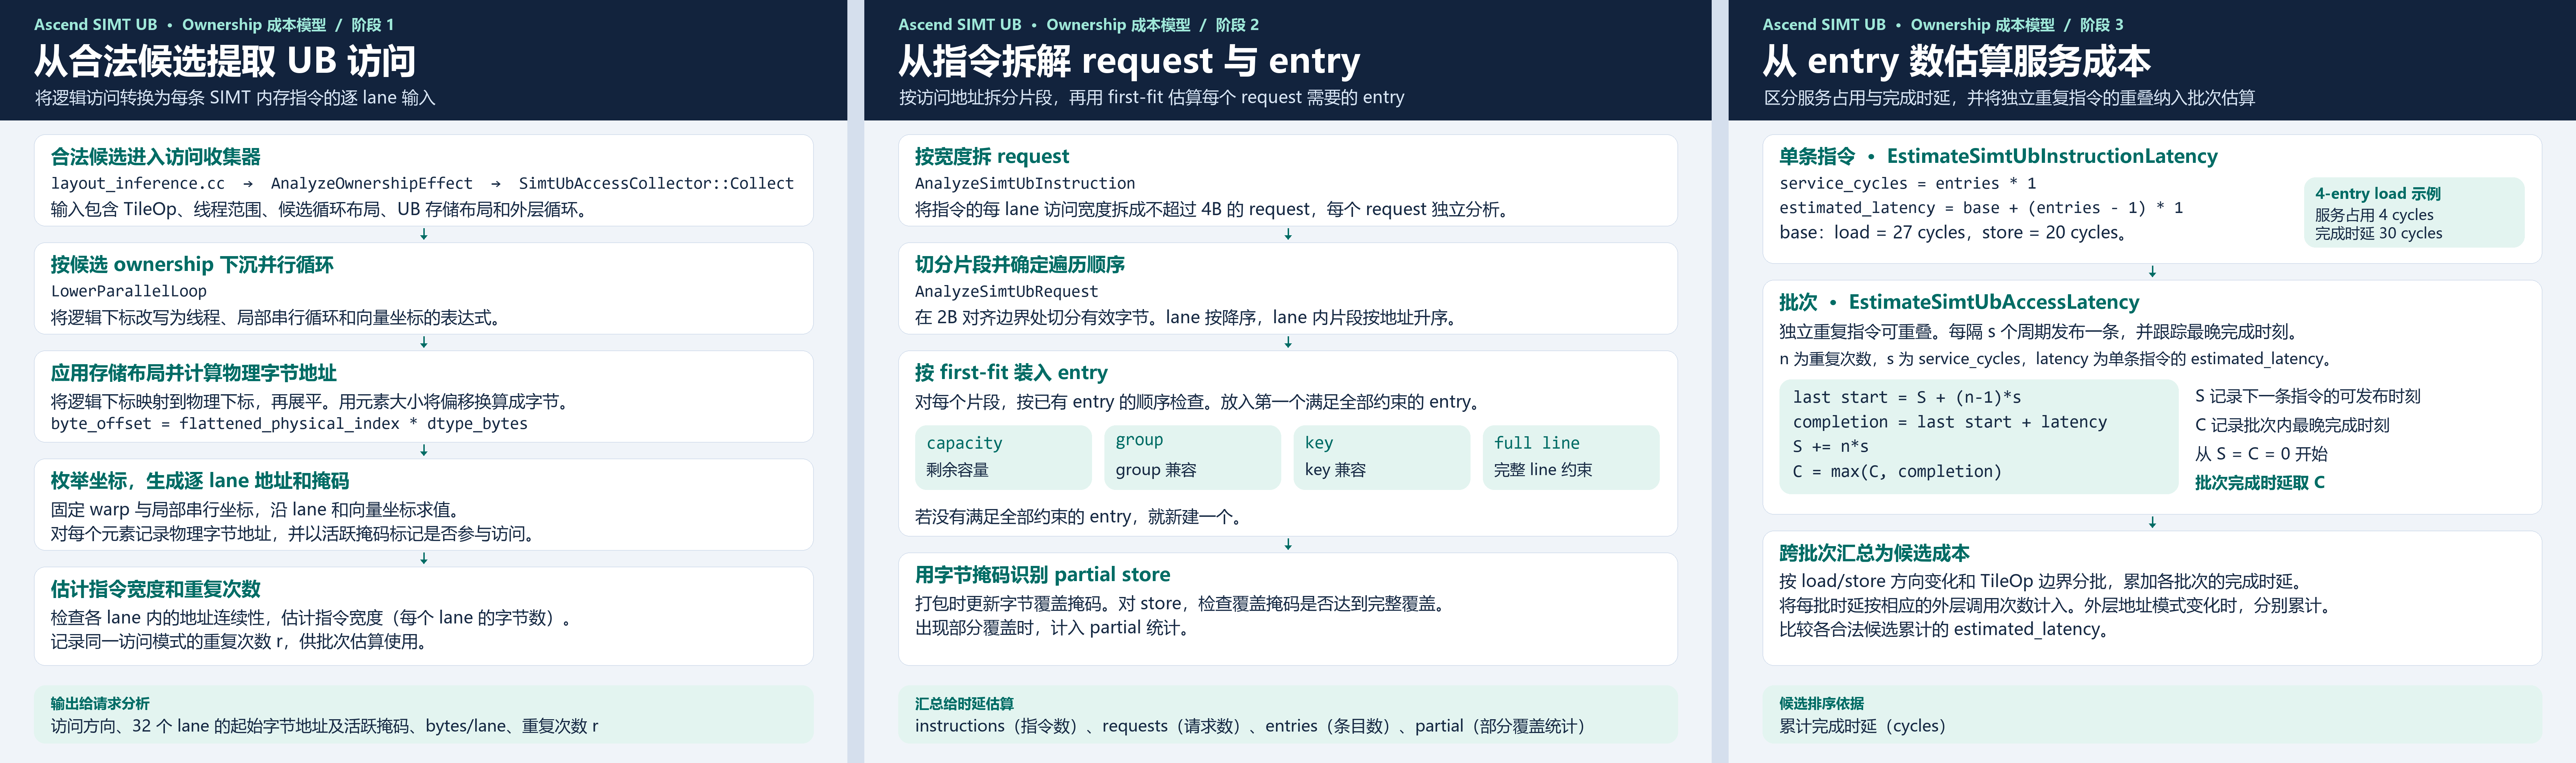 Ascend SIMT UB • Ownership 成本模型 / 阶段 1
从合法候选提取 UB 访问
将逻辑访问转换为每条 SIMT 内存指令的逐 lane 输入
合法候选进入访问收集器
layout_inference.cc → AnalyzeOwnershipEffect → SimtUbAccessCollector::Collect
输入包含 TileOp、线程范围、候选循环布局、UB 存储布局和外层循环。
↓
按候选 ownership 下沉并行循环
LowerParallelLoop
将逻辑下标改写为线程、局部串行循环和向量坐标的表达式。
↓
应用存储布局并计算物理字节地址
将逻辑下标映射到物理下标，再展平。用元素大小将偏移换算成字节。
byte_offset = flattened_physical_index * dtype_bytes
↓
枚举坐标，生成逐 lane 地址和掩码
固定 warp 与局部串行坐标，沿 lane 和向量坐标求值。
对每个元素记录物理字节地址，并以活跃掩码标记是否参与访问。
↓
估计指令宽度和重复次数
检查各 lane 内的地址连续性，估计指令宽度（每个 lane 的字节数）。
记录同一访问模式的重复次数 r，供批次估算使用。
输出给请求分析
访问方向、32 个 lane 的起始字节地址及活跃掩码、bytes/lane、重复次数 r
Ascend SIMT UB • Ownership 成本模型 / 阶段 2
从指令拆解 request 与 entry
按访问地址拆分片段，再用 first-fit 估算每个 request 需要的 entry
按宽度拆 request
AnalyzeSimtUbInstruction
将指令的每 lane 访问宽度拆成不超过 4B 的 request，每个 request 独立分析。
↓
切分片段并确定遍历顺序
AnalyzeSimtUbRequest
在 2B 对齐边界处切分有效字节。lane 按降序，lane 内片段按地址升序。
↓
按 first-fit 装入 entry
对每个片段，按已有 entry 的顺序检查。放入第一个满足全部约束的 entry。
capacity
剩余容量
group
group 兼容
key
key 兼容
full line
完整 line 约束
若没有满足全部约束的 entry，就新建一个。
↓
用字节掩码识别 partial store
打包时更新字节覆盖掩码。对 store，检查覆盖掩码是否达到完整覆盖。
出现部分覆盖时，计入 partial 统计。
汇总给时延估算
instructions（指令数）、requests（请求数）、entries（条目数）、partial（部分覆盖统计）
Ascend SIMT UB • Ownership 成本模型 / 阶段 3
从 entry 数估算服务成本
区分服务占用与完成时延，并将独立重复指令的重叠纳入批次估算
单条指令 • EstimateSimtUbInstructionLatency
service_cycles = entries * 1
estimated_latency = base + (entries - 1) * 1
base：load = 27 cycles，store = 20 cycles。
4-entry load 示例
服务占用 4 cycles
完成时延 30 cycles
↓
批次 • EstimateSimtUbAccessLatency
独立重复指令可重叠。每隔 s 个周期发布一条，并跟踪最晚完成时刻。
n 为重复次数，s 为 service_cycles，latency 为单条指令的 estimated_latency。
last start = S + (n-1)*s
completion = last start + latency
S += n*s
C = max(C, completion)
S 记录下一条指令的可发布时刻
C 记录批次内最晚完成时刻
从 S = C = 0 开始
批次完成时延取 C
↓
跨批次汇总为候选成本
按 load/store 方向变化和 TileOp 边界分批，累加各批次的完成时延。
将每批时延按相应的外层调用次数计入。外层地址模式变化时，分别累计。
比较各合法候选累计的 estimated_latency。
候选排序依据
累计完成时延（cycles）